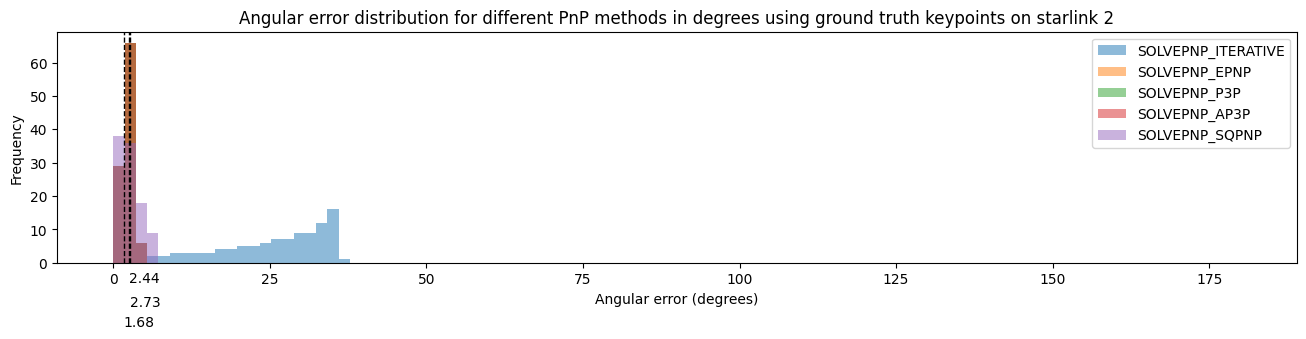 Angular error distribution for different PnP methods in degrees using ground truth keypoints on starlink 2
SOLVEPNP_ITERATIVE
SOLVEPNP_EPNP
SOLVEPNP_P3P
SOLVEPNP_AP3P
SOLVEPNP_SQPNP
Frequency
60
50
40
30
20
10
0
0 25 50 75 100 125 150 175
2.44
2.73
1.68
Angular error (degrees)